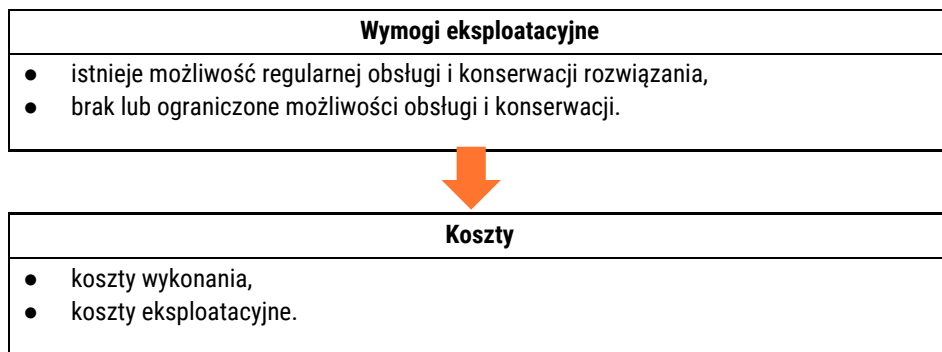 Wymogi eksploatacyjne
● istnieje możliwość regularnej obsługi i konserwacji rozwiązania,
● brak lub ograniczone możliwości obsługi i konserwacji.
Koszty
● koszty wykonania,
● koszty eksploatacyjne.